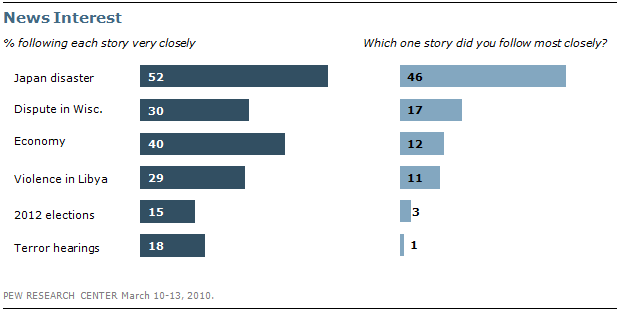 News Interest
% following each story very closely Which one story did you follow most closely?
Japan disaster 52 46
Dispute in Wisc. 30 17
Economy 40 12
Violence in Libya 29 11
2012 elections 15 3
Terror hearings 18 1
PEW RESEARCH CENTER March 10-13, 2010.